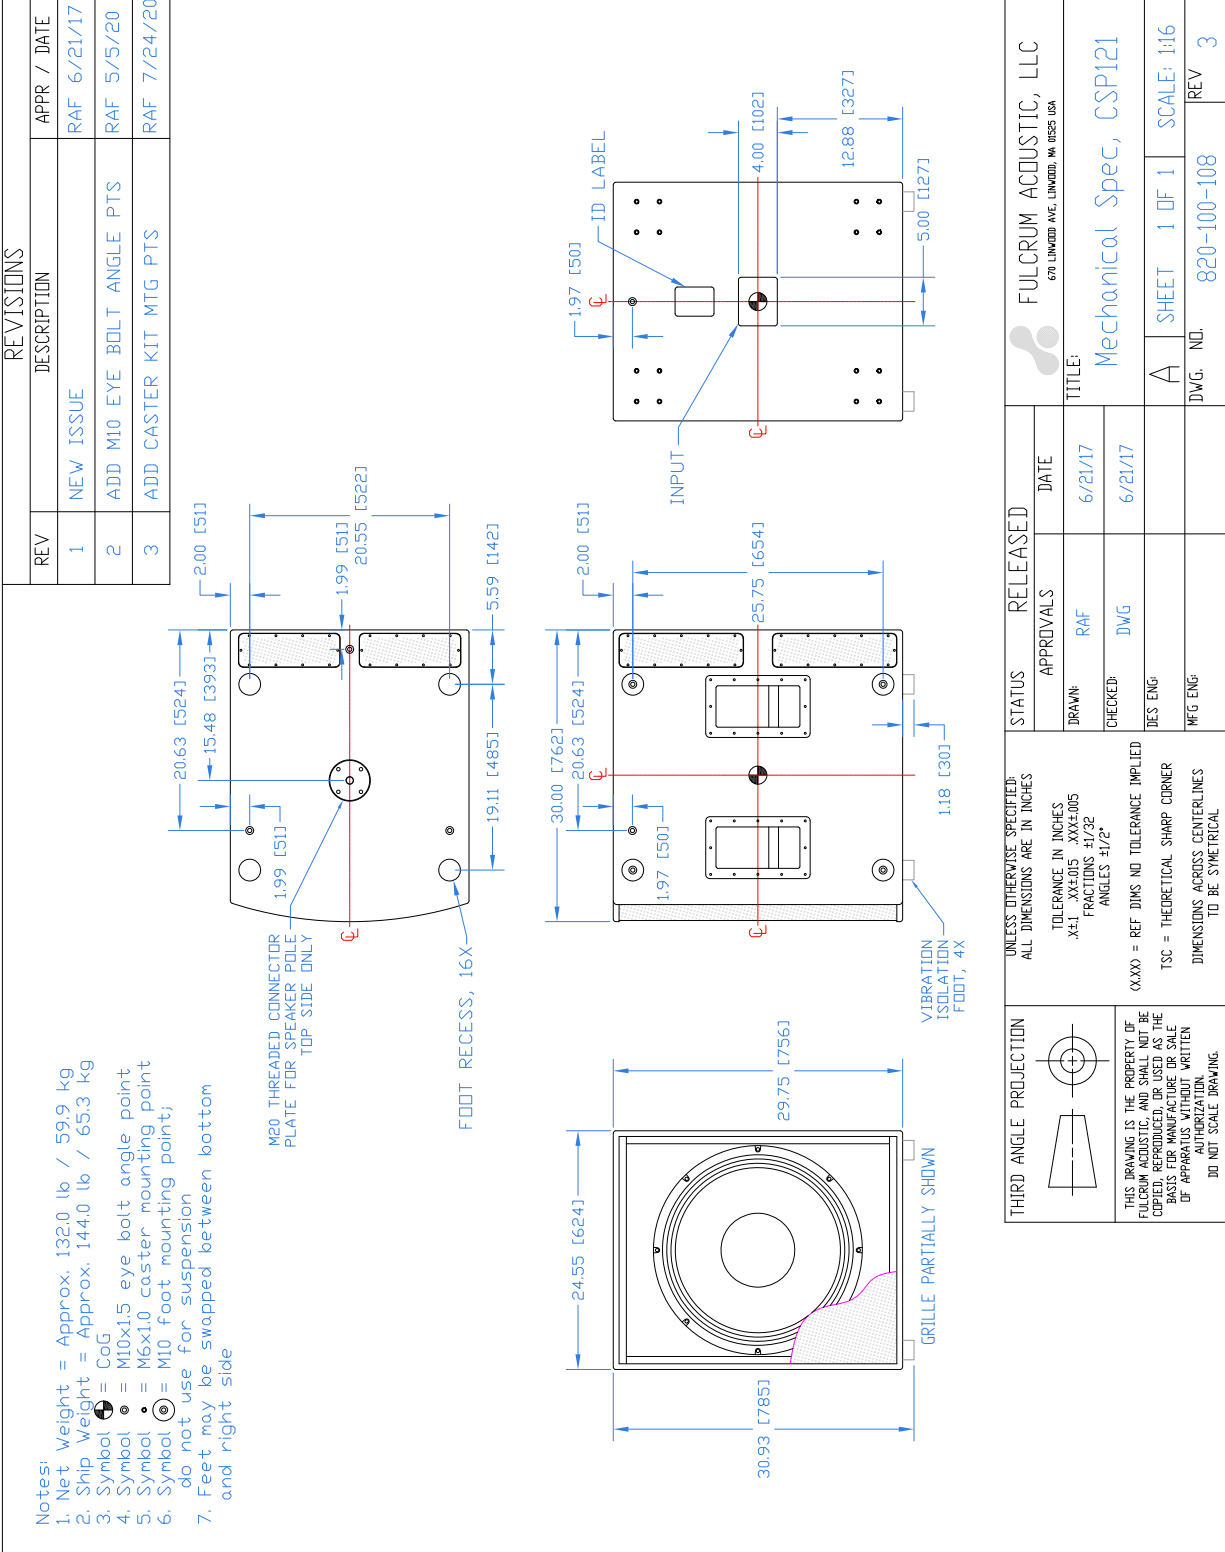 REVISIONS
REV DESCRIPTION APPR / DATE
1 NEW ISSUE RAF 6/21/17
2 ADD M10 EYE BOLT ANGLE PTS RAF 5/5/20
3 ADD CASTER KIT MTG PTS RAF 7/24/20
Notes:
1. Net Weight = Approx. 132.0 lb / 59.9 kg
2. Ship Weight = Approx. 144.0 lb / 65.3 kg
3. Symbol = CoG
4. Symbol = M10x1.5 eye bolt angle point
5. Symbol = M6x1.0 caster mounting point
6. Symbol = M10 foot mounting point;
do not use for suspension
7. Feet may be swapped between bottom
and right side
20.63 [524]
15.48 [393]
2.00 [51]
1.99 [51]
1.99 [51]
20.55 [522]
19.11 [485]
5.59 [142]
M20 THREADED CONNECTOR
PLATE FOR SPEAKER POLE
TOP SIDE ONLY
FOOT RECESS, 16X
24.55 [624]
30.93 [785]
29.75 [756]
GRILLE PARTIALLY SHOWN
30.00 [762]
20.63 [524]
2.00 [51]
1.97 [50]
25.75 [654]
1.18 [30]
VIBRATION
ISOLATION
FOOT, 4X
1.97 [50]
ID LABEL
INPUT
4.00 [102]
12.88 [327]
5.00 [127]
THIRD ANGLE PROJECTION
THIS DRAWING IS THE PROPERTY OF
FULCRUM ACOUSTIC, AND SHALL NOT BE
COPIED, REPRODUCED, OR USED AS THE
BASIS FOR MANUFACTURE OR SALE
OF APPARATUS WITHOUT WRITTEN
AUTHORIZATION.
DO NOT SCALE DRAWING.
UNLESS OTHERWISE SPECIFIED:
ALL DIMENSIONS ARE IN INCHES
TOLERANCE IN INCHES
.X±.1 .XX±.015 .XXX±.005
FRACTIONS ±1/32
ANGLES ±1/2°
(X.XX) = REF DIMS NO TOLERANCE IMPLIED
TSC = THEORETICAL SHARP CORNER
DIMENSIONS ACROSS CENTERLINES
TO BE SYMETRICAL
STATUS RELEASED
APPROVALS DATE
DRAWN: RAF 6/21/17
CHECKED: DWG 6/21/17
DES ENG:
MFG ENG:
FULCRUM ACOUSTIC, LLC
670 LINWOOD AVE, LINWOOD, MA 01525 USA
TITLE:
Mechanical Spec, CSP121
A SHEET 1 OF 1 SCALE: 1:16
DWG. NO. 820-100-108 REV 3